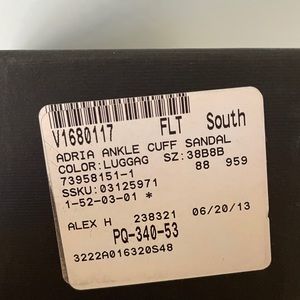 V1680117 FLT South
ADRIA ANKLE CUFF SANDAL
COLOR:LUGGAG SZ:38B8B
73958151-1 88 959
SSKU:03125971
1-52-03-01 *
ALEX H 238321 06/20/13
PQ-340-53
3222A016320S48